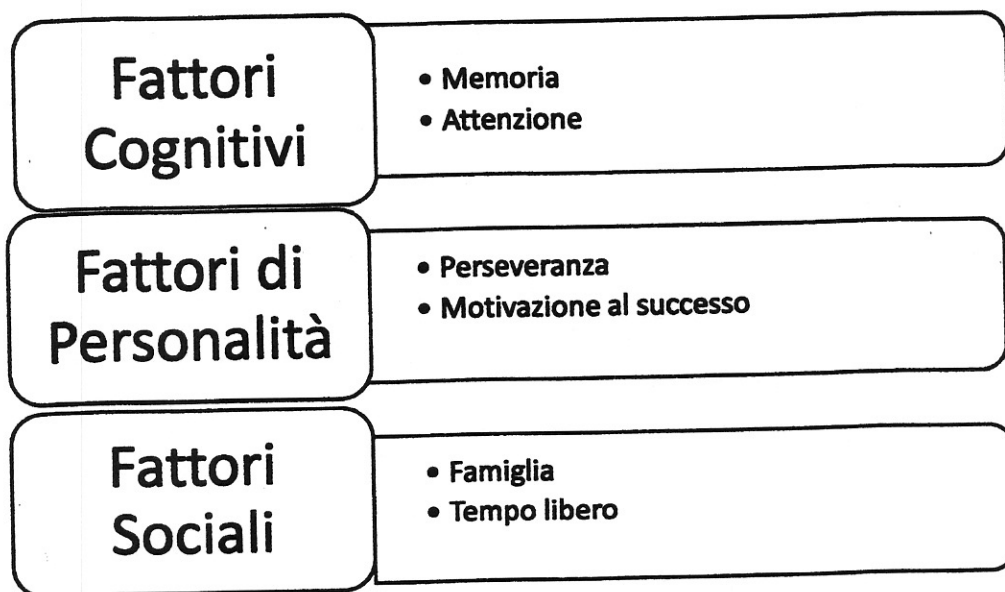 Fattori
Cognitivi
• Memoria
• Attenzione
Fattori di
Personalità
• Perseveranza
• Motivazione al successo
Fattori
Sociali
• Famiglia
• Tempo libero